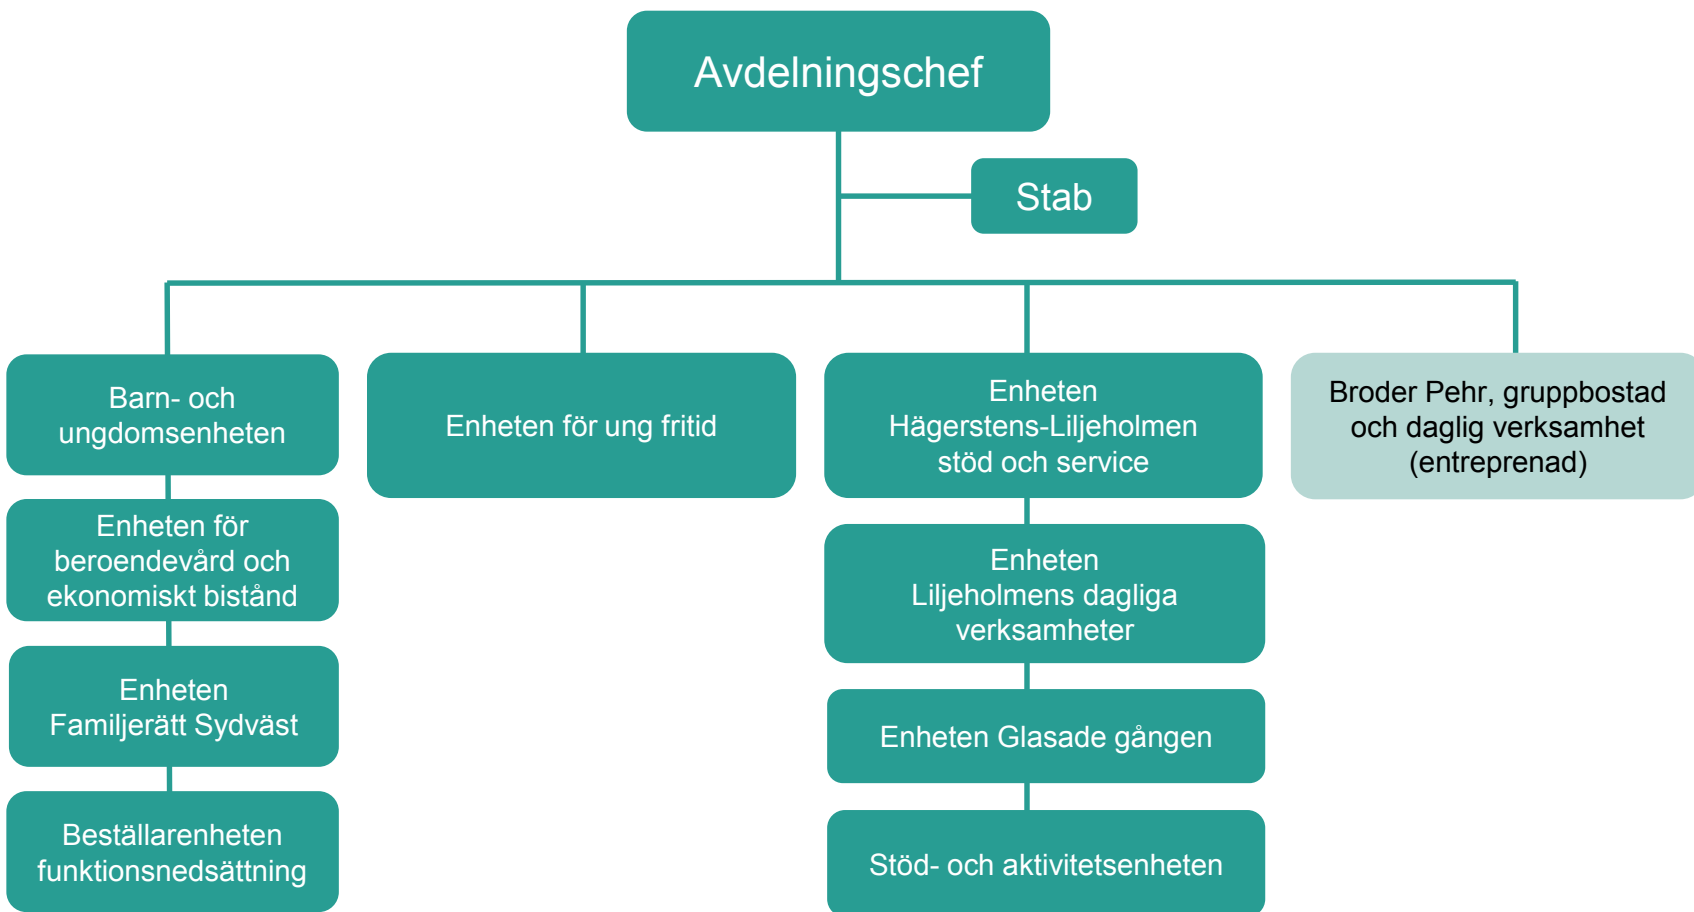 Avdelningschef
Stab
Barn- och
ungdomsenheten
Enheten för
beroendevård och
ekonomiskt bistånd
Enheten
Familjerätt Sydväst
Beställarenheten
funktionsnedsättning
Enheten för ung fritid
Enheten
Hägerstens-Liljeholmen
stöd och service
Enheten
Liljeholmens dagliga
verksamheter
Enheten Glasade gången
Stöd- och aktivitetsenheten
Broder Pehr, gruppbostad
och daglig verksamhet
(entreprenad)